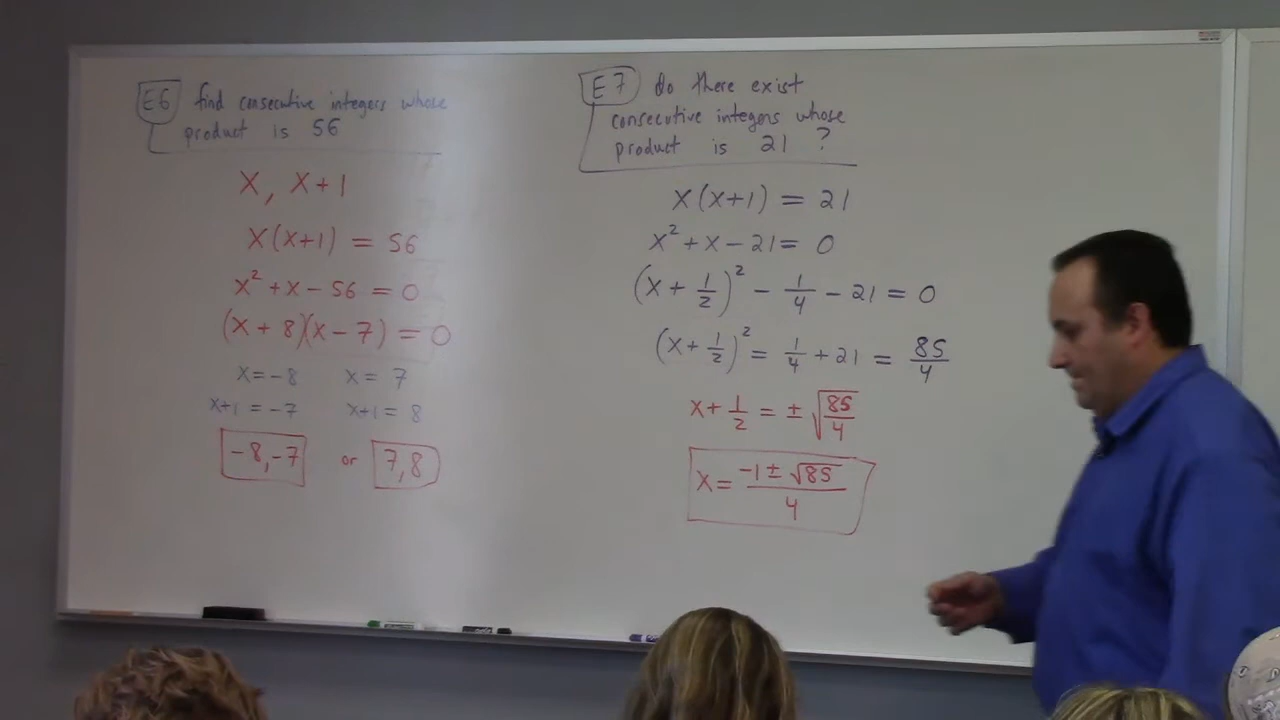 E6 find consecutive integers whose
product is 56
X, X+1
X(X+1) = 56
x² + x - 56 = 0
(x + 8)(x - 7) = 0
x=-8 x= 7
x+1 = -7 x+1 = 8
-8,-7 or 7,8
E7 do there exist
consecutive integers whose
product is 21 ?
X(X+1) = 21
x² + x - 21 = 0
(x + 1/2)² - 1/4 - 21 = 0
(x + 1/2)² = 1/4 + 21 = 85/4
x + 1/2 = ± √(85/4)
x = (-1 ± √85)/4